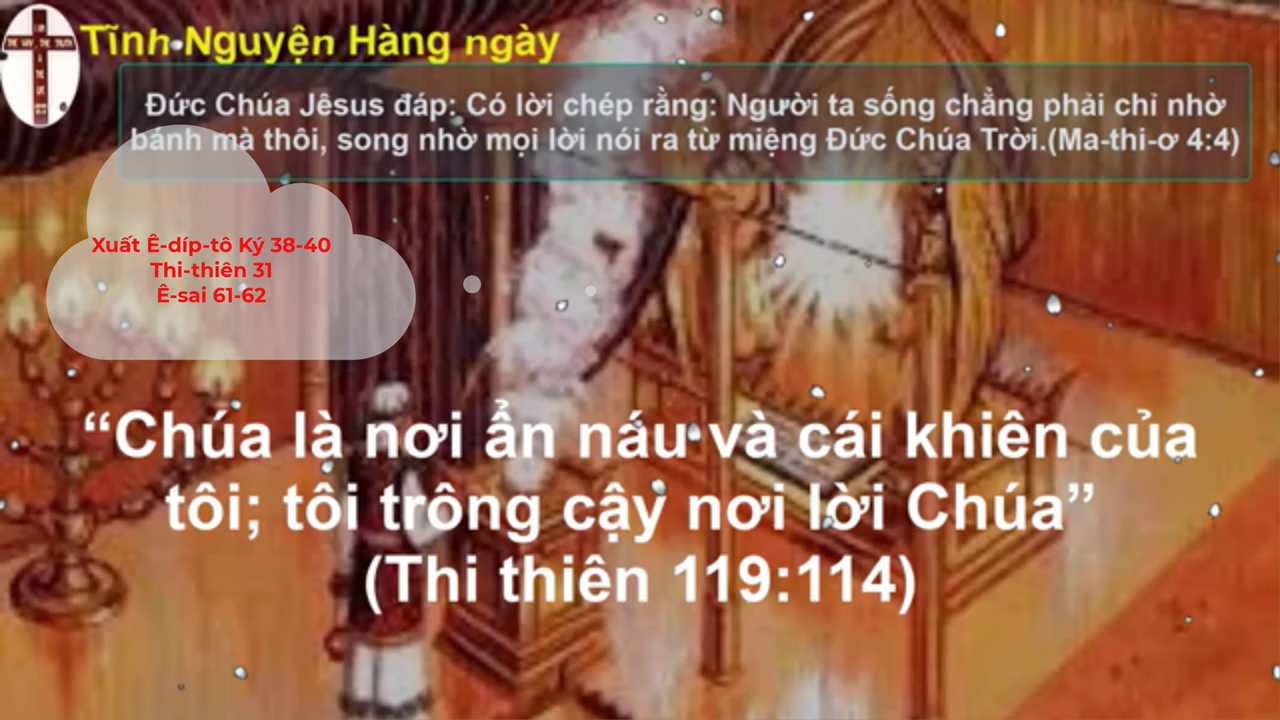 Tĩnh Nguyện Hàng ngày
Đức Chúa Jêsus đáp: Có lời chép rằng: Người ta sống chẳng phải chỉ nhờ
bánh mà thôi, song nhờ mọi lời nói ra từ miệng Đức Chúa Trời.(Ma-thi-ơ 4:4)
Xuất Ê-díp-tô Ký 38-40
Thi-thiên 31
Ê-sai 61-62
“Chúa là nơi ẩn náu và cái khiên của
tôi; tôi trông cậy nơi lời Chúa”
(Thi thiên 119:114)